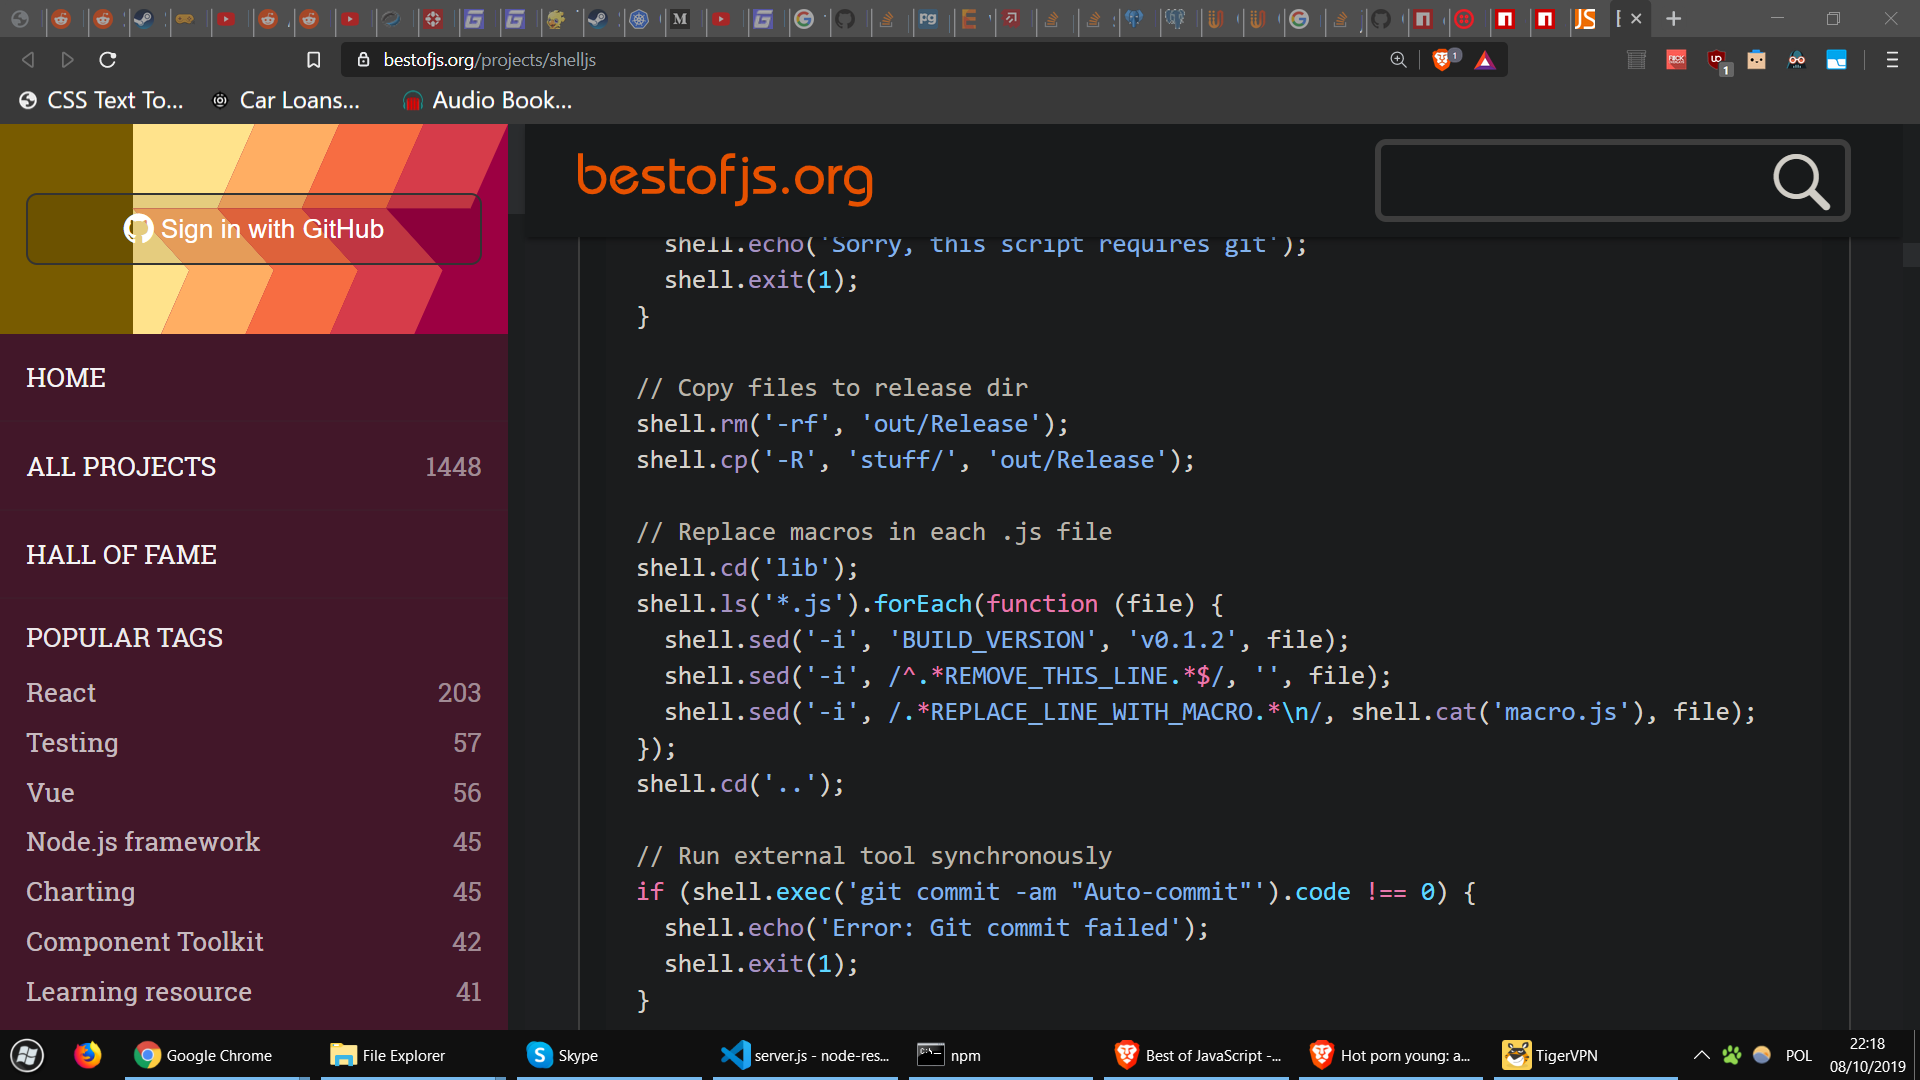 bestofjs.org/projects/shelljs
1
1
CSS Text To...
Car Loans...
Audio Book...
Sign in with GitHub
bestofjs.org
HOME
ALL PROJECTS 1448
HALL OF FAME
POPULAR TAGS
React 203
Testing 57
Vue 56
Node.js framework 45
Charting 45
Component Toolkit 42
Learning resource 41
shell.echo('Sorry, this script requires git');
shell.exit(1);
}
// Copy files to release dir
shell.rm('-rf', 'out/Release');
shell.cp('-R', 'stuff/', 'out/Release');
// Replace macros in each .js file
shell.cd('lib');
shell.ls('*.js').forEach(function (file) {
shell.sed('-i', 'BUILD_VERSION', 'v0.1.2', file);
shell.sed('-i', /^.*REMOVE_THIS_LINE.*$/, '', file);
shell.sed('-i', /.*REPLACE_LINE_WITH_MACRO.*\n/, shell.cat('macro.js'), file);
});
shell.cd('..');
// Run external tool synchronously
if (shell.exec('git commit -am "Auto-commit"').code !== 0) {
shell.echo('Error: Git commit failed');
shell.exit(1);
}
Google Chrome
File Explorer
Skype
server.js - node-res...
npm
Best of JavaScript -...
Hot porn young: a...
TigerVPN
POL
22:18
08/10/2019